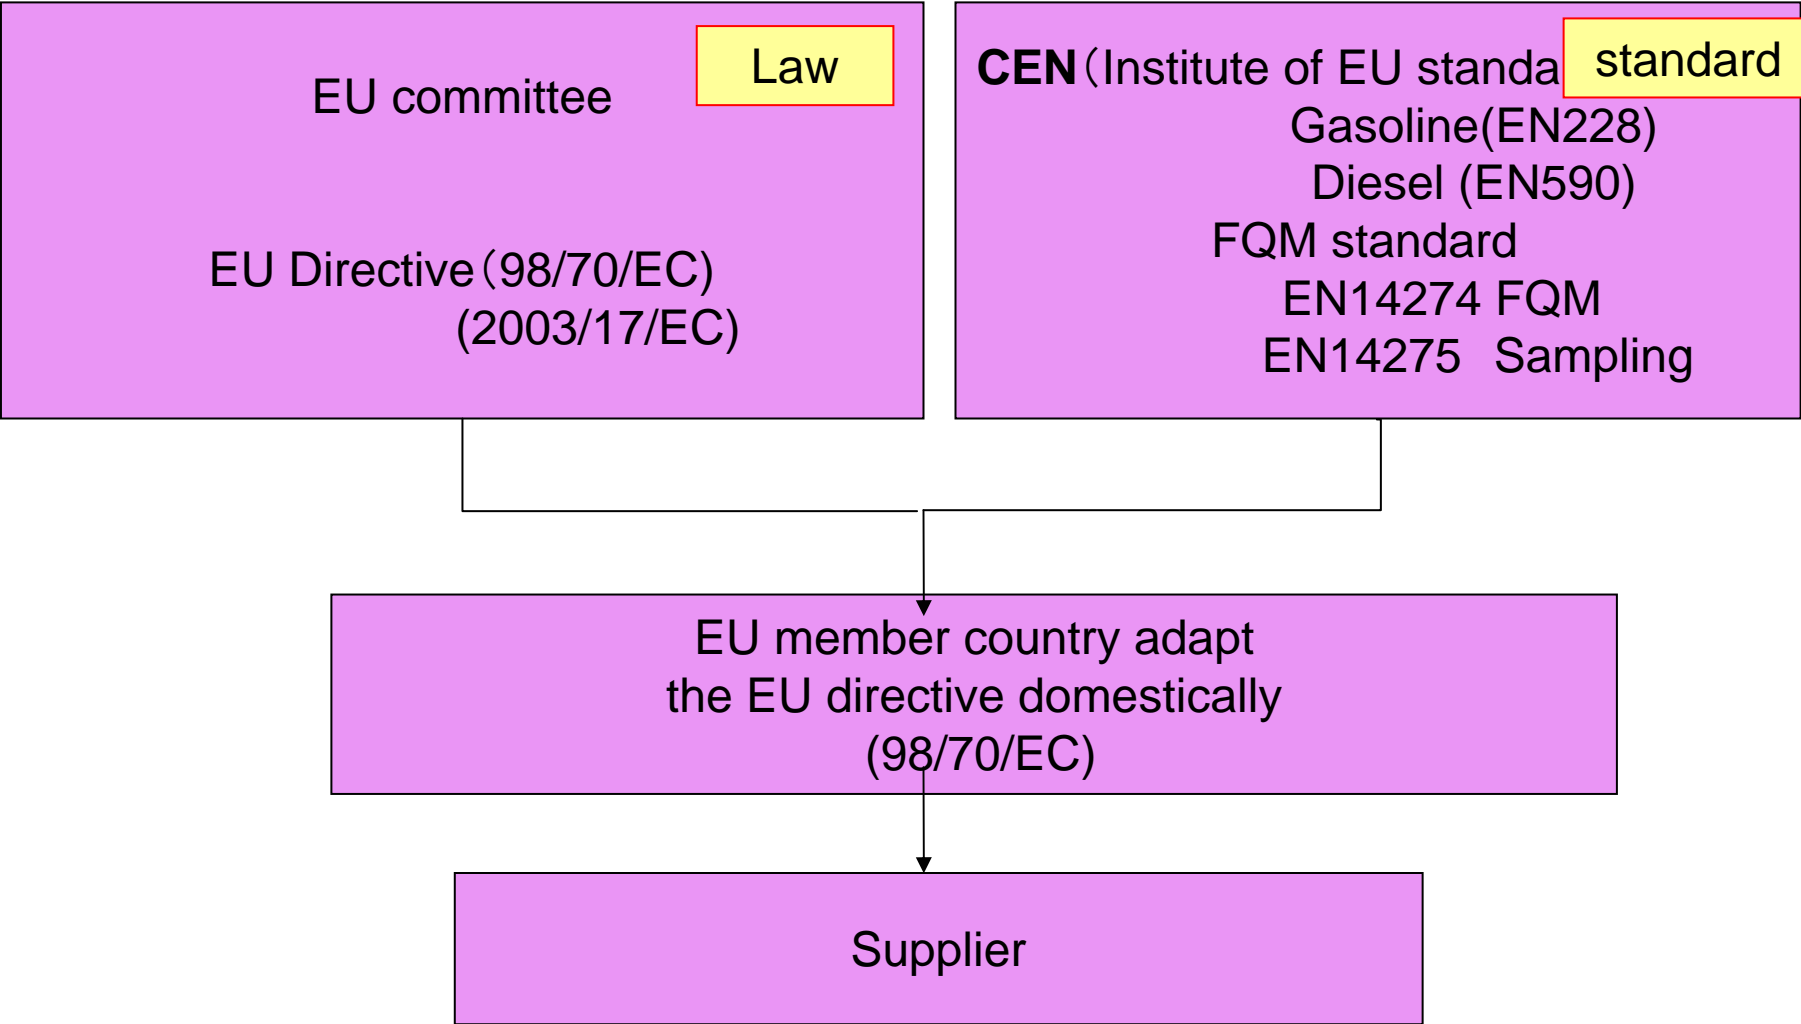 EU committee
Law
EU Directive（98/70/EC)
(2003/17/EC)
CEN（Institute of EU standa
standard
Gasoline(EN228)
Diesel (EN590)
FQM standard
EN14274 FQM
EN14275 Sampling
EU member country adapt
the EU directive domestically
(98/70/EC)
Supplier